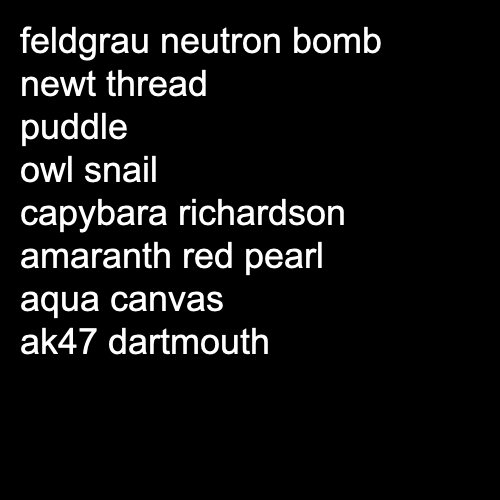 feldgrau neutron bomb
newt thread
puddle
owl snail
capybara richardson
amaranth red pearl
aqua canvas
ak47 dartmouth